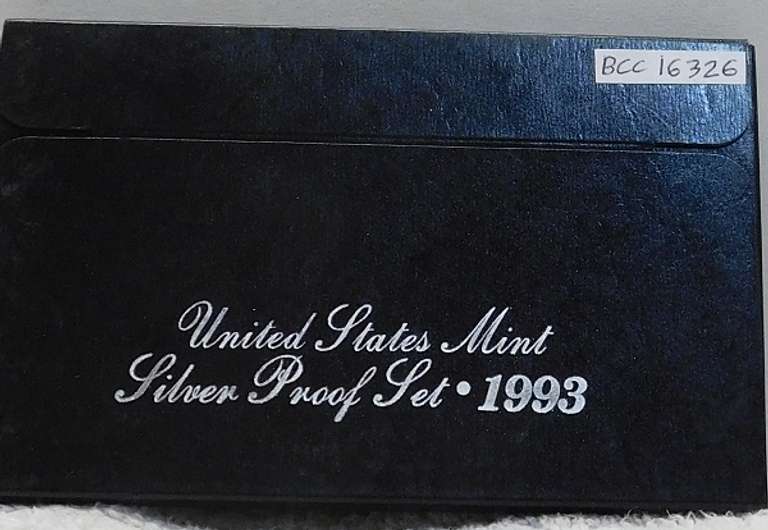 BCC 16326
United States Mint
Silver Proof Set • 1993